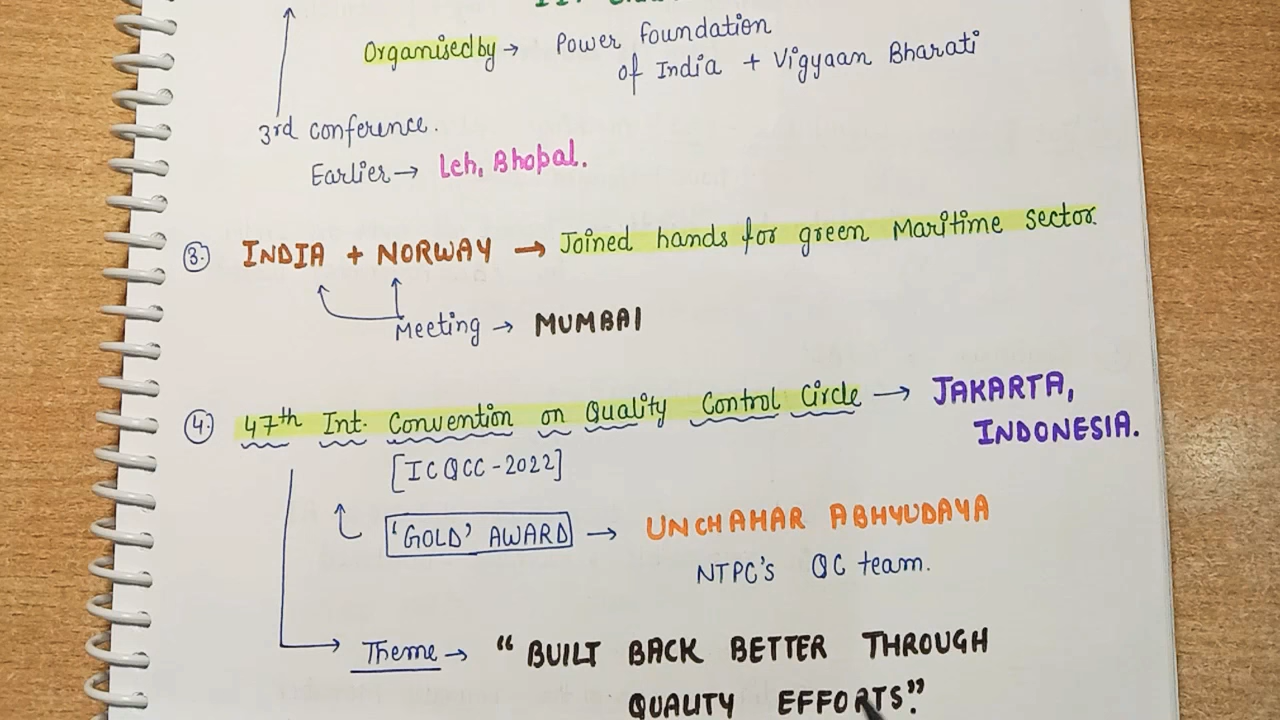 Organised by → Power foundation
of India + Vigyaan Bharati
3rd conference.
Earlier → Leh, Bhopal.
3. INDIA + NORWAY → Joined hands for green Maritime sector.
Meeting → MUMBAI
4. 47th Int. Convention on Quality Control Circle → JAKARTA,
INDONESIA.
[ICQCC-2022]
'GOLD' AWARD → UNCHAHAR ABHYUDAYA
NTPC's QC team.
Theme → "BUILT BACK BETTER THROUGH
QUALITY EFFORTS."